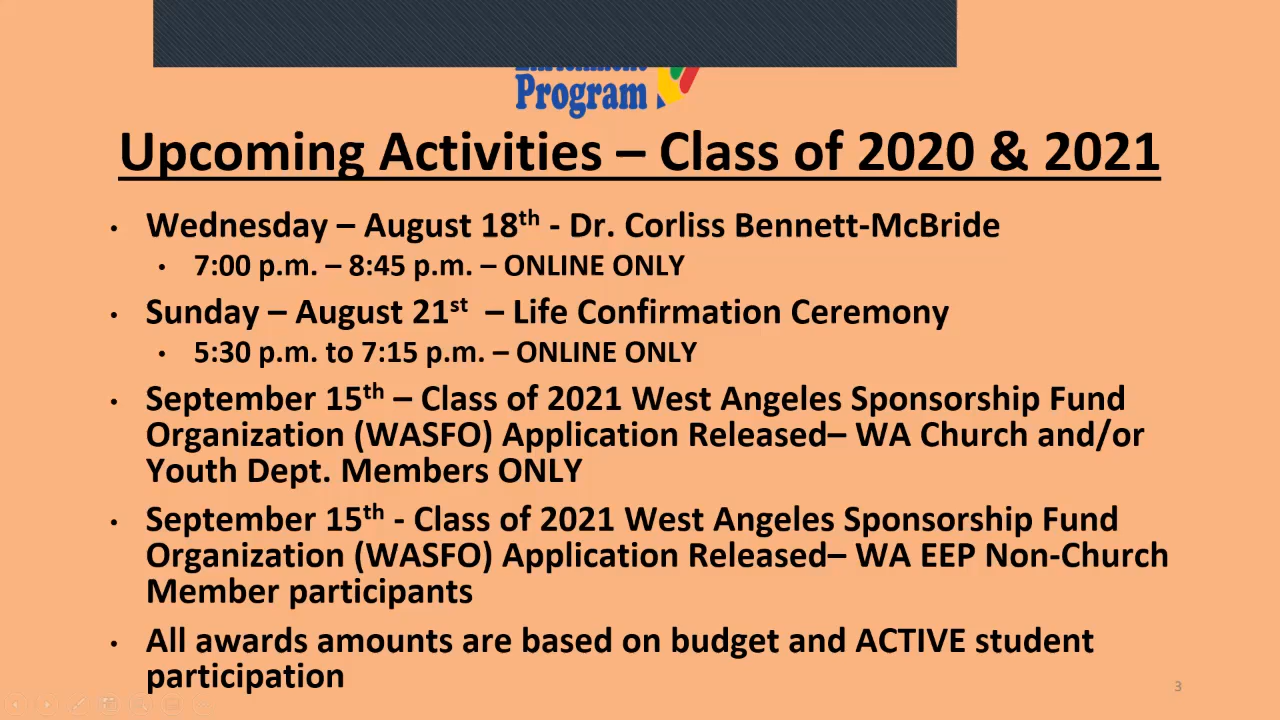 Program
Upcoming Activities – Class of 2020 & 2021
• Wednesday – August 18th - Dr. Corliss Bennett-McBride
• 7:00 p.m. – 8:45 p.m. – ONLINE ONLY
• Sunday – August 21st – Life Confirmation Ceremony
• 5:30 p.m. to 7:15 p.m. – ONLINE ONLY
• September 15th – Class of 2021 West Angeles Sponsorship Fund
Organization (WASFO) Application Released– WA Church and/or
Youth Dept. Members ONLY
• September 15th - Class of 2021 West Angeles Sponsorship Fund
Organization (WASFO) Application Released– WA EEP Non-Church
Member participants
• All awards amounts are based on budget and ACTIVE student
participation
3